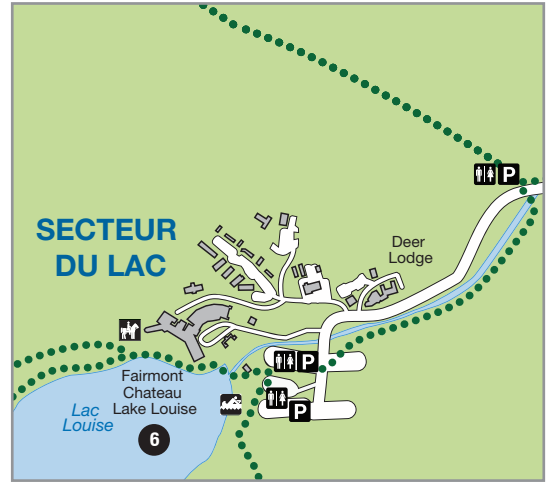 P
SECTEUR
DU LAC
Deer
Lodge
P
Fairmont
Chateau
Lake Louise
Lac
Louise
P
6